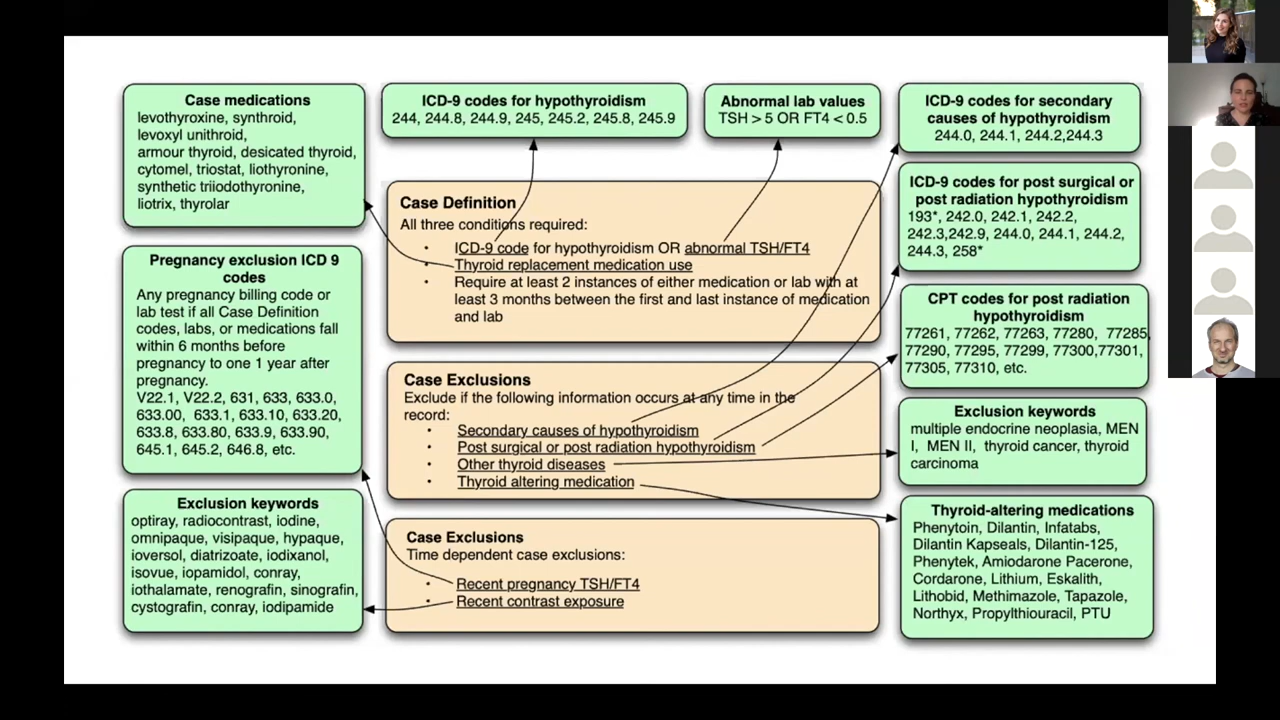 Case medications
levothyroxine, synthroid,
levoxyl unithroid,
armour thyroid, desicated thyroid,
cytomel, triostat, liothyronine,
synthetic triiodothyronine,
liotrix, thyrolar
ICD-9 codes for hypothyroidism
244, 244.8, 244.9, 245, 245.2, 245.8, 245.9
Abnormal lab values
TSH > 5 OR FT4 < 0.5
ICD-9 codes for secondary
causes of hypothyroidism
244.0, 244.1, 244.2,244.3
Case Definition
All three conditions required:
• ICD-9 code for hypothyroidism OR abnormal TSH/FT4
• Thyroid replacement medication use
• Require at least 2 instances of either medication or lab with at
least 3 months between the first and last instance of medication
and lab
ICD-9 codes for post surgical or
post radiation hypothyroidism
193*, 242.0, 242.1, 242.2,
242.3,242.9, 244.0, 244.1, 244.2,
244.3, 258*
Pregnancy exclusion ICD 9
codes
Any pregnancy billing code or
lab test if all Case Definition
codes, labs, or medications fall
within 6 months before
pregnancy to one 1 year after
pregnancy.
V22.1, V22.2, 631, 633, 633.0,
633.00, 633.1, 633.10, 633.20,
633.8, 633.80, 633.9, 633.90,
645.1, 645.2, 646.8, etc.
CPT codes for post radiation
hypothyroidism
77261, 77262, 77263, 77280, 77285,
77290, 77295, 77299, 77300,77301,
77305, 77310, etc.
Case Exclusions
Exclude if the following information occurs at any time in the
record:
• Secondary causes of hypothyroidism
• Post surgical or post radiation hypothyroidism
• Other thyroid diseases
• Thyroid altering medication
Exclusion keywords
multiple endocrine neoplasia, MEN
I, MEN II, thyroid cancer, thyroid
carcinoma
Exclusion keywords
optiray, radiocontrast, iodine,
omnipaque, visipaque, hypaque,
ioversol, diatrizoate, iodixanol,
isovue, iopamidol, conray,
iothalamate, renografin, sinografin,
cystografin, conray, iodipamide
Case Exclusions
Time dependent case exclusions:
• Recent pregnancy TSH/FT4
• Recent contrast exposure
Thyroid-altering medications
Phenytoin, Dilantin, Infatabs,
Dilantin Kapseals, Dilantin-125,
Phenytek, Amiodarone Pacerone,
Cordarone, Lithium, Eskalith,
Lithobid, Methimazole, Tapazole,
Northyx, Propylthiouracil, PTU